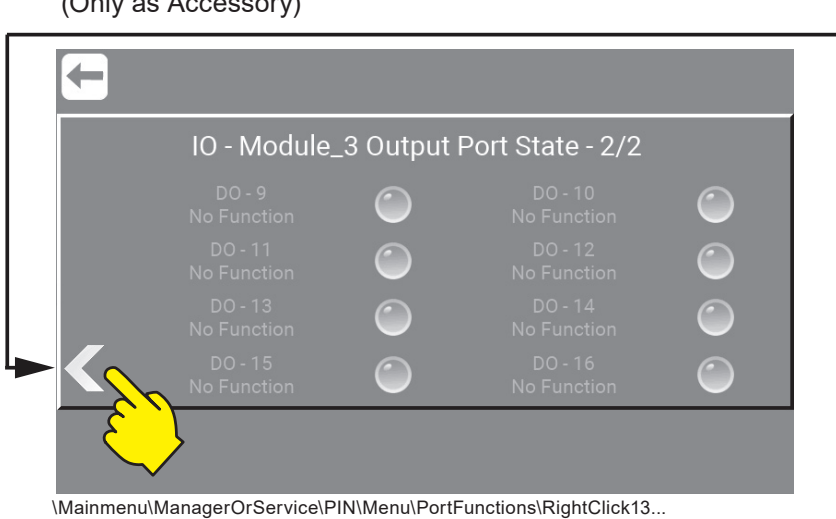 (Only as Accessory)
IO - Module_3 Output Port State - 2/2
DO - 9
No Function
DO - 10
No Function
DO - 11
No Function
DO - 12
No Function
DO - 13
No Function
DO - 14
No Function
DO - 15
No Function
DO - 16
No Function
\Mainmenu\ManagerOrService\PIN\Menu\PortFunctions\RightClick13...